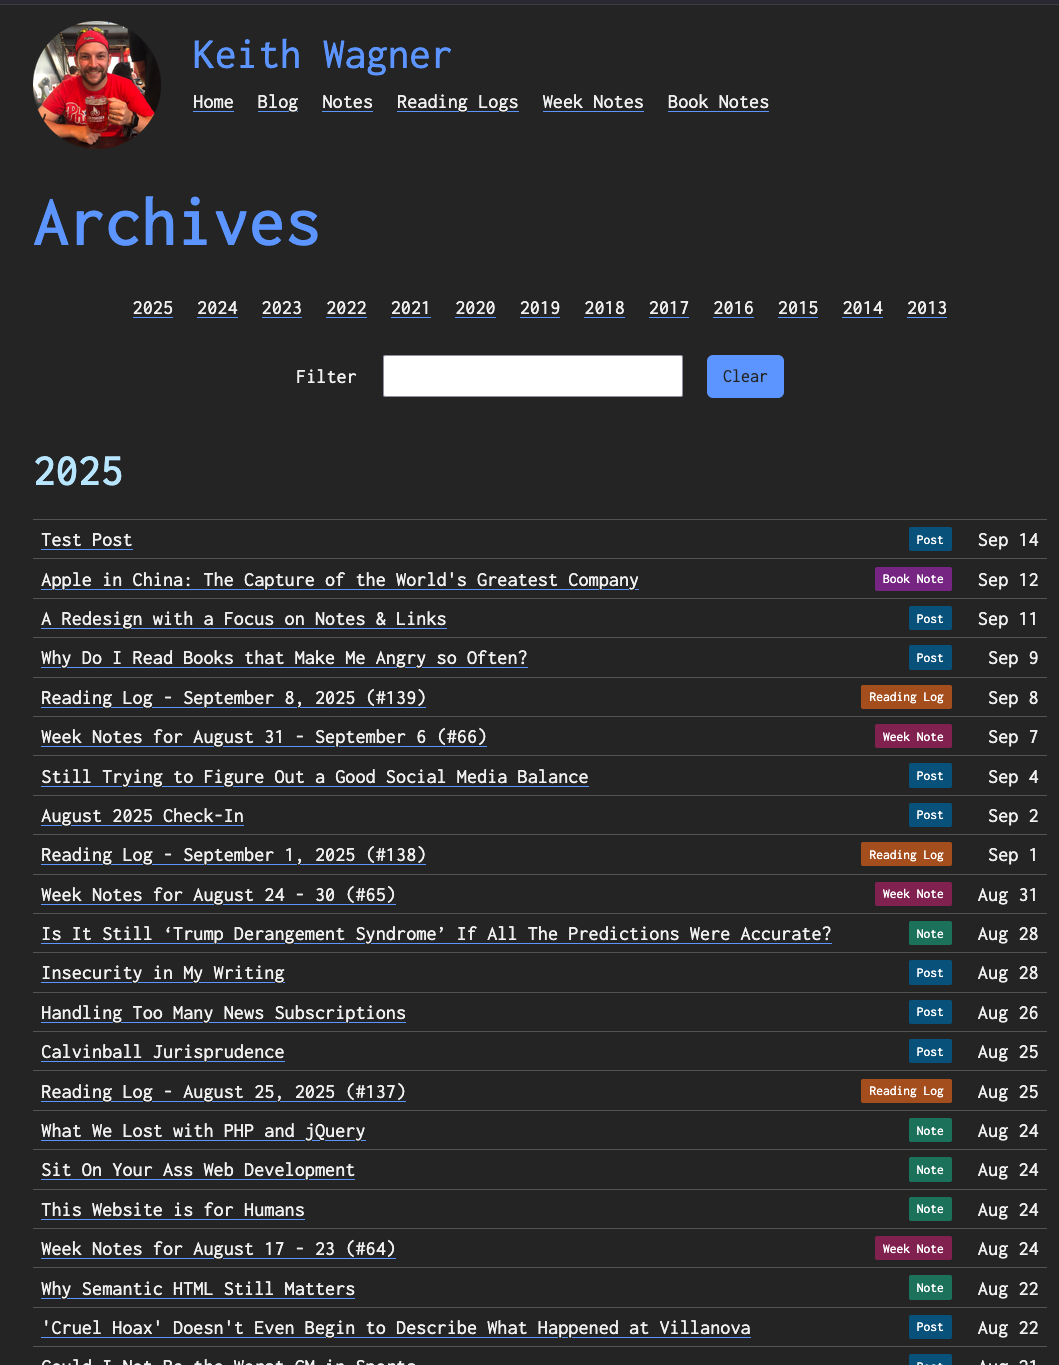 Keith Wagner
Home Blog Notes Reading Logs Week Notes Book Notes
Archives
2025 2024 2023 2022 2021 2020 2019 2018 2017 2016 2015 2014 2013
Filter Clear
2025
Test Post Post Sep 14
Apple in China: The Capture of the World's Greatest Company Book Note Sep 12
A Redesign with a Focus on Notes & Links Post Sep 11
Why Do I Read Books that Make Me Angry so Often? Post Sep 9
Reading Log - September 8, 2025 (#139) Reading Log Sep 8
Week Notes for August 31 - September 6 (#66) Week Note Sep 7
Still Trying to Figure Out a Good Social Media Balance Post Sep 4
August 2025 Check-In Post Sep 2
Reading Log - September 1, 2025 (#138) Reading Log Sep 1
Week Notes for August 24 - 30 (#65) Week Note Aug 31
Is It Still ‘Trump Derangement Syndrome’ If All The Predictions Were Accurate? Note Aug 28
Insecurity in My Writing Post Aug 28
Handling Too Many News Subscriptions Post Aug 26
Calvinball Jurisprudence Post Aug 25
Reading Log - August 25, 2025 (#137) Reading Log Aug 25
What We Lost with PHP and jQuery Note Aug 24
Sit On Your Ass Web Development Note Aug 24
This Website is for Humans Note Aug 24
Week Notes for August 17 - 23 (#64) Week Note Aug 24
Why Semantic HTML Still Matters Note Aug 22
'Cruel Hoax' Doesn't Even Begin to Describe What Happened at Villanova Post Aug 22